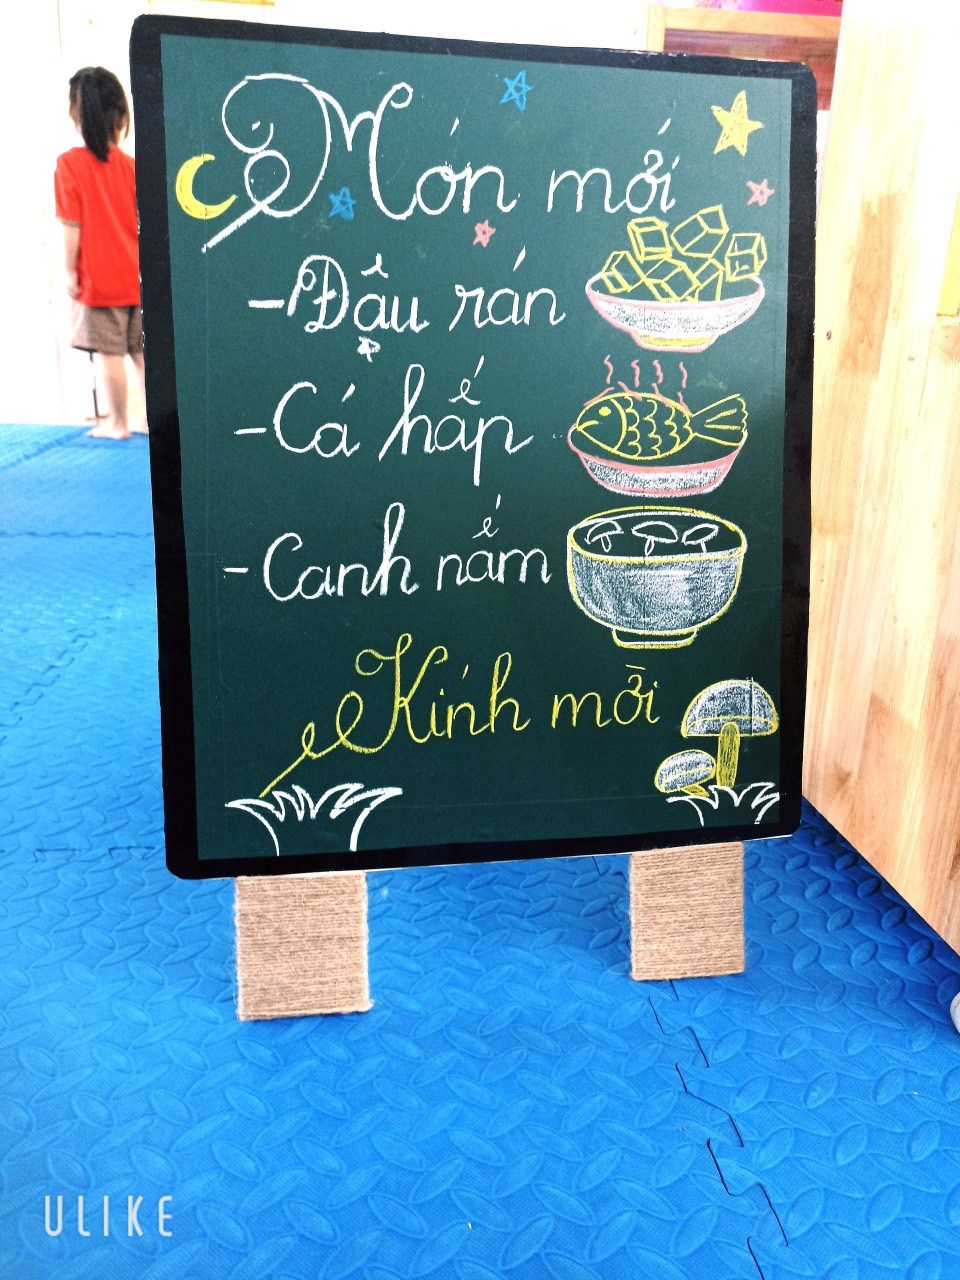 Món mới
-Đậu rán
-Cá hấp
-Canh nấm
Kính mời
ULIKE